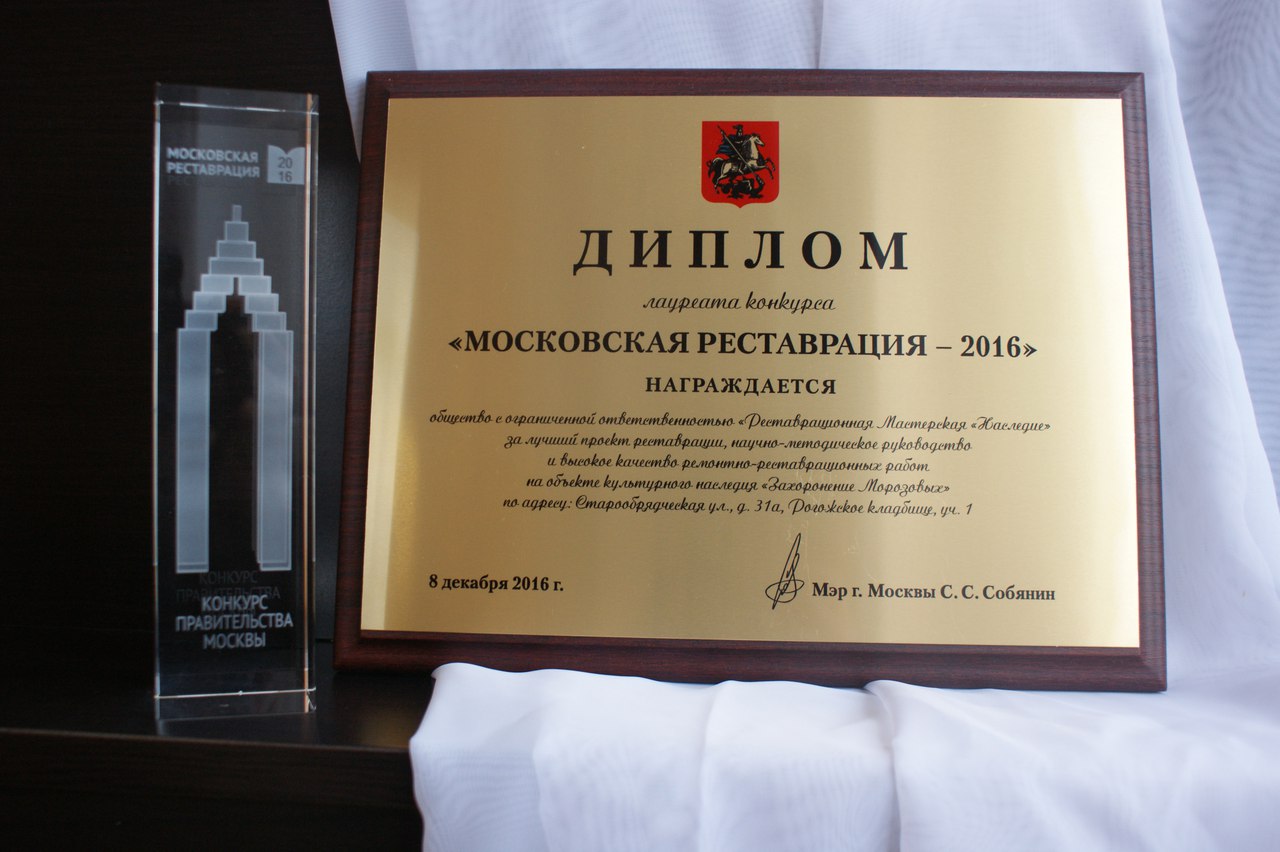 МОСКОВСКАЯ
РЕСТАВРАЦИЯ
20
16
КОНКУРС
ПРАВИТЕЛЬСТВА
МОСКВЫ
ДИПЛОМ
лауреата конкурса
«МОСКОВСКАЯ РЕСТАВРАЦИЯ – 2016»
НАГРАЖДАЕТСЯ
общество с ограниченной ответственностью «Реставрационная Мастерская «Наследие»
за лучший проект реставрации, научно-методическое руководство
и высокое качество ремонтно-реставрационных работ
на объекте культурного наследия «Захоронение Морозовых»
по адресу: Старообрядческая ул., д. 31а, Рогожское кладбище, уч. 1
8 декабря 2016 г.
Мэр г. Москвы С. С. Собянин